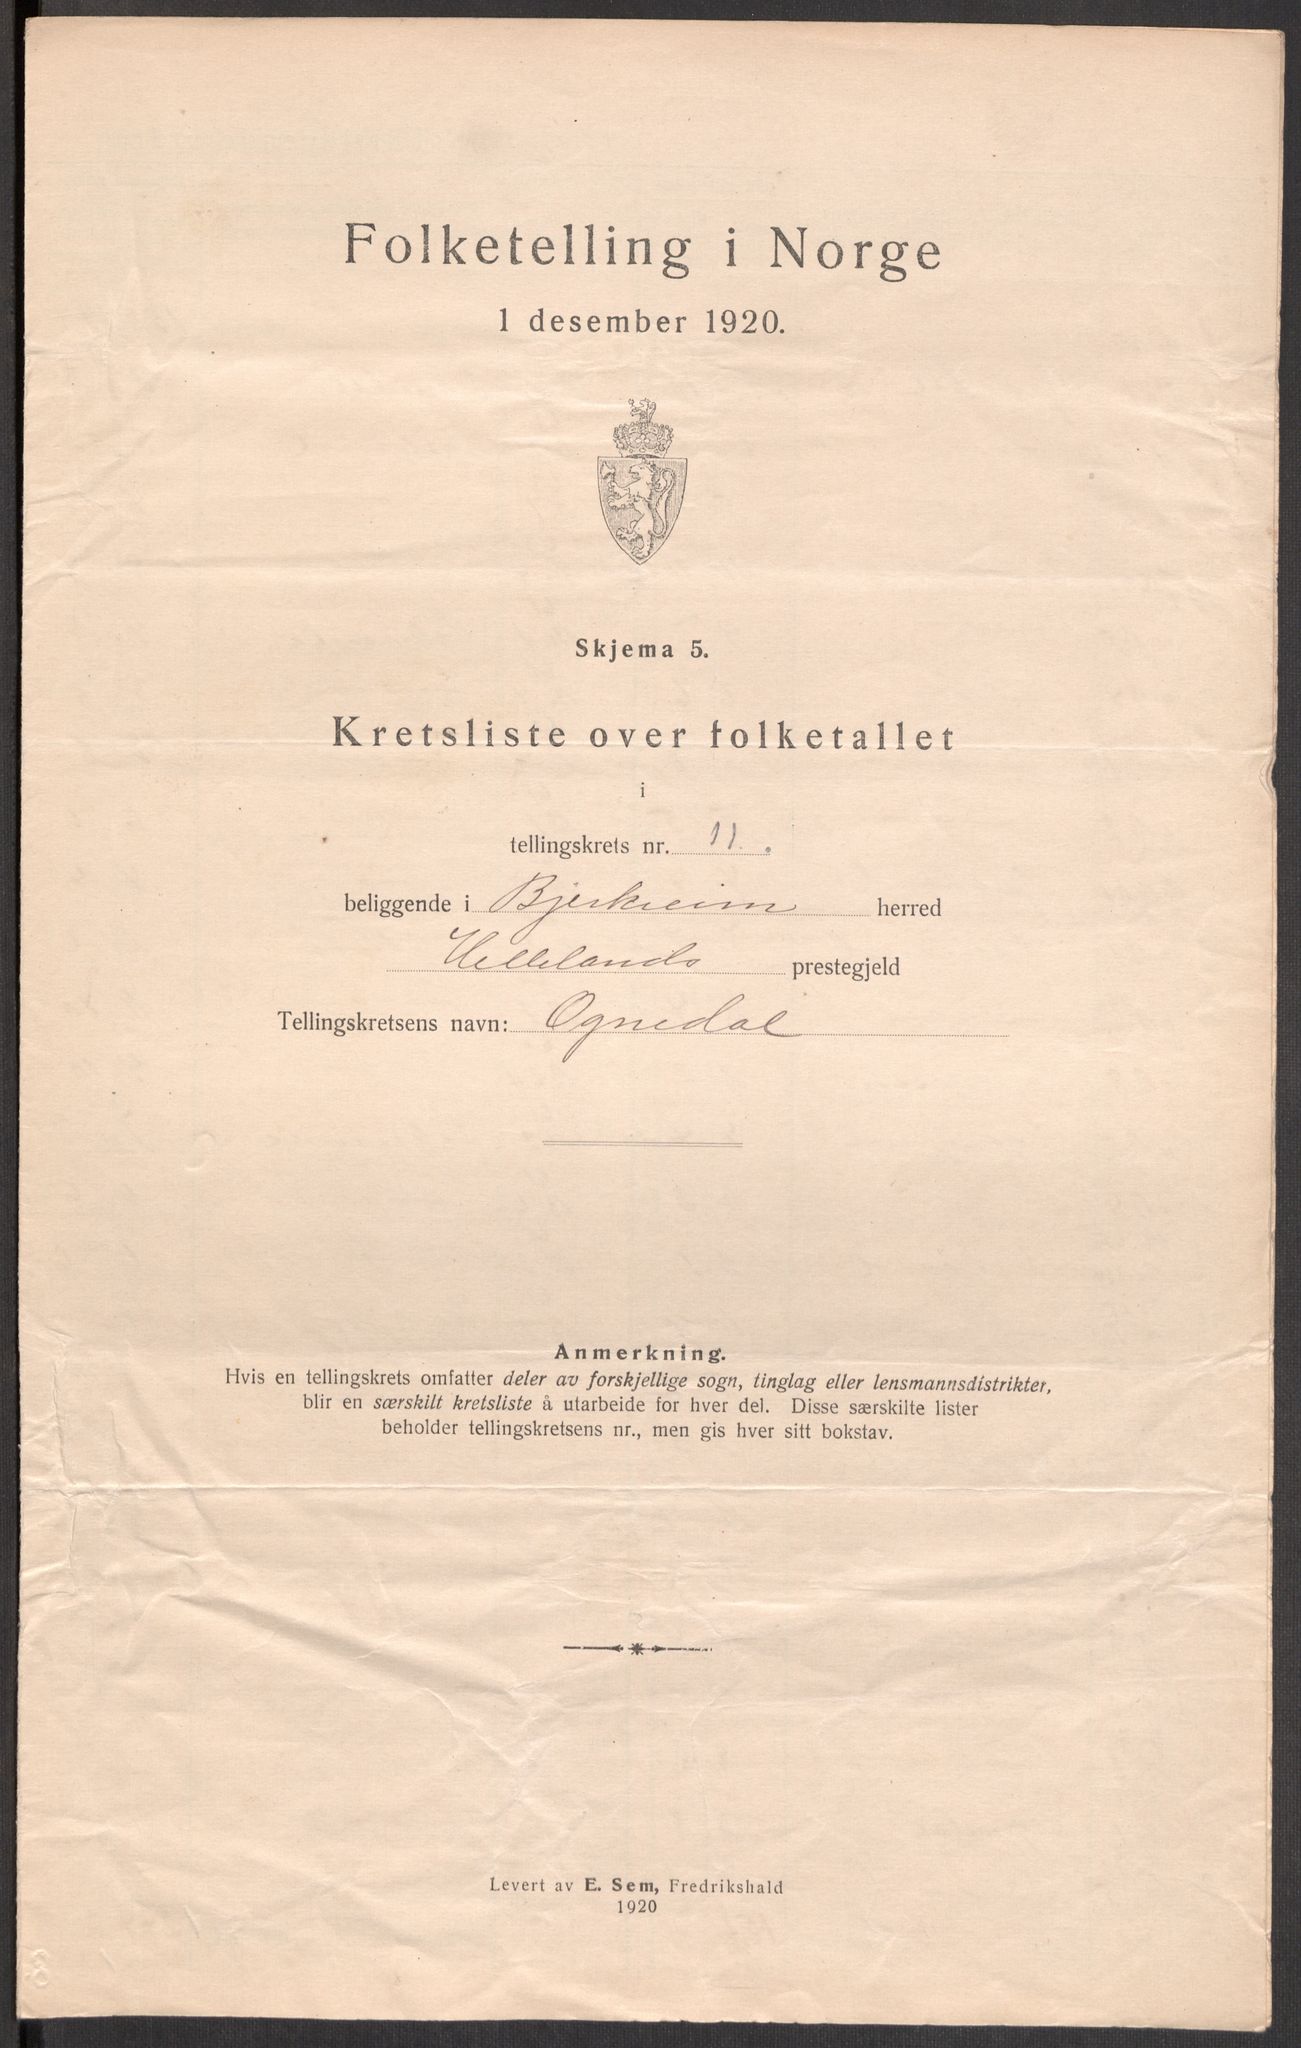 Folketelling i Norge
1 desember 1920.
Skjema 5.
Kretsliste over folketallet
i
tellingskrets nr. 11.
beliggende i Bjerkreim herred
Hellelands prestegjeld
Tellingskretsens navn: Ognedal
Anmerkning.
Hvis en tellingskrets omfatter deler av forskjellige sogn, tinglag eller lensmannsdistrikter,
blir en særskilt kretsliste å utarbeide for hver del. Disse særskilte lister
beholder tellingskretsens nr., men gis hver sitt bokstav.
Levert av E. Sem, Fredrikshald
1920